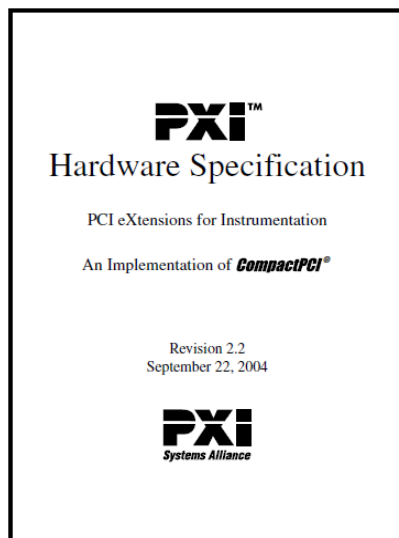 PXI™
Hardware Specification
PCI eXtensions for Instrumentation
An Implementation of CompactPCI®
Revision 2.2
September 22, 2004
PXI
Systems Alliance